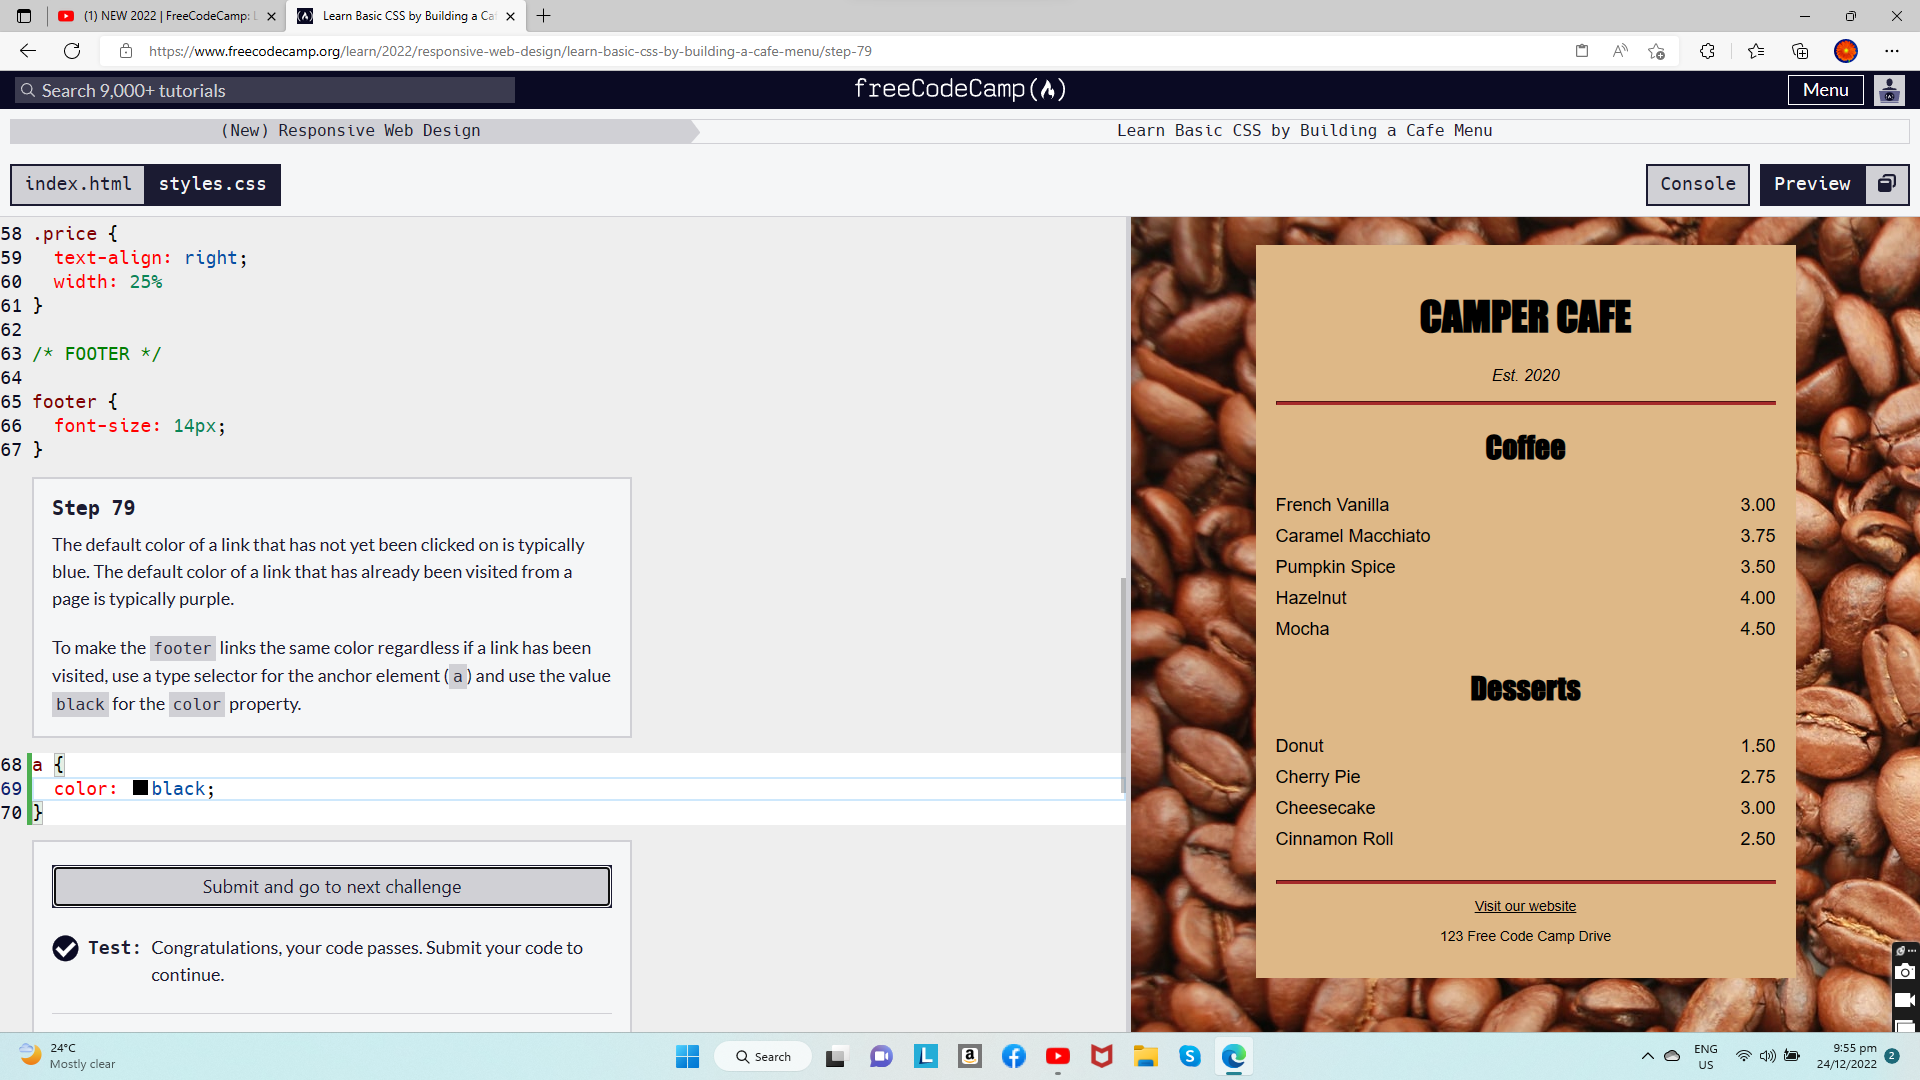 (1) NEW 2022 | FreeCodeCamp:
Learn Basic CSS by Building a Caf
https://www.freecodecamp.org/learn/2022/responsive-web-design/learn-basic-css-by-building-a-cafe-menu/step-79
Search 9,000+ tutorials
freeCodeCamp
Menu
(New) Responsive Web Design
Learn Basic CSS by Building a Cafe Menu
index.html
styles.css
Console
Preview
58 .price {
59 text-align: right;
60 width: 25%
61 }
62
63 /* FOOTER */
64
65 footer {
66 font-size: 14px;
67 }
Step 79
The default color of a link that has not yet been clicked on is typically
blue. The default color of a link that has already been visited from a
page is typically purple.
To make the footer links the same color regardless if a link has been
visited, use a type selector for the anchor element (a) and use the value
black for the color property.
68 a {
69 color: black;
70 }
Submit and go to next challenge
Test: Congratulations, your code passes. Submit your code to
continue.
CAMPER CAFE
Est. 2020
Coffee
French Vanilla 3.00
Caramel Macchiato 3.75
Pumpkin Spice 3.50
Hazelnut 4.00
Mocha 4.50
Desserts
Donut 1.50
Cherry Pie 2.75
Cheesecake 3.00
Cinnamon Roll 2.50
Visit our website
123 Free Code Camp Drive
24°C
Mostly clear
Search
L
a
S
ENG
US
9:55 pm
24/12/2022
2